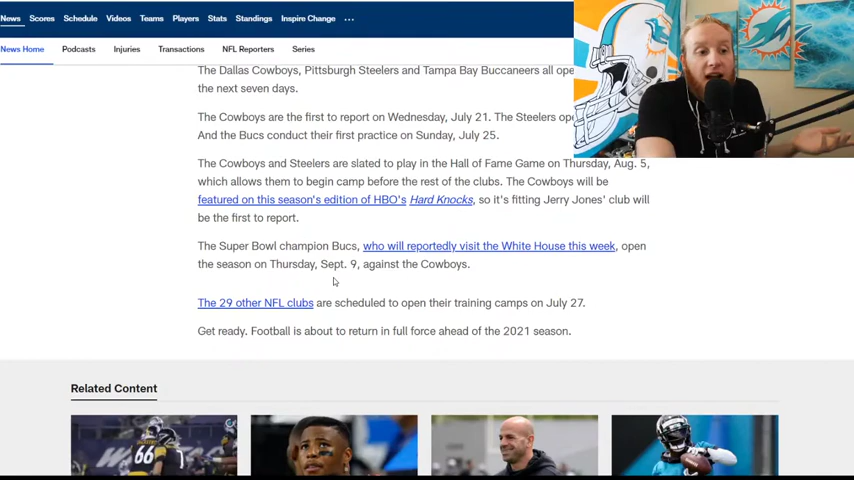 News Scores Schedule Videos Teams Players Stats Standings Inspire Change ...
News Home Podcasts Injuries Transactions NFL Reporters Series
The Dallas Cowboys, Pittsburgh Steelers and Tampa Bay Buccaneers all
the next seven days.
The Cowboys are the first to report on Wednesday, July 21. The Steelers
And the Bucs conduct their first practice on Sunday, July 25.
The Cowboys and Steelers are slated to play in the Hall of Fame Game on Thursday, Aug. 5,
which allows them to begin camp before the rest of the clubs. The Cowboys will be
featured on this season's edition of HBO's Hard Knocks, so it's fitting Jerry Jones' club will
be the first to report.
The Super Bowl champion Bucs, who will reportedly visit the White House this week, open
the season on Thursday, Sept. 9, against the Cowboys.
The 29 other NFL clubs are scheduled to open their training camps on July 27.
Get ready. Football is about to return in full force ahead of the 2021 season.
Related Content
66